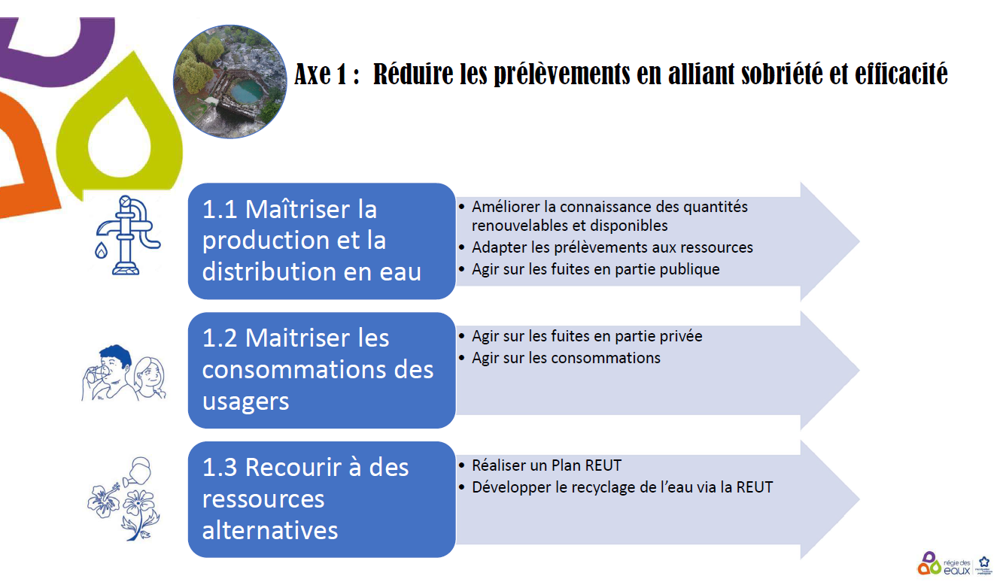 Axe 1 : Réduire les prélèvements en alliant sobriété et efficacité
1.1 Maîtriser la
production et la
distribution en eau
• Améliorer la connaissance des quantités
renouvelables et disponibles
• Adapter les prélèvements aux ressources
• Agir sur les fuites en partie publique
1.2 Maitriser les
consommations des
usagers
• Agir sur les fuites en partie privée
• Agir sur les consommations
1.3 Recourir à des
ressources
alternatives
• Réaliser un Plan REUT
• Développer le recyclage de l’eau via la REUT
régie des
eaux